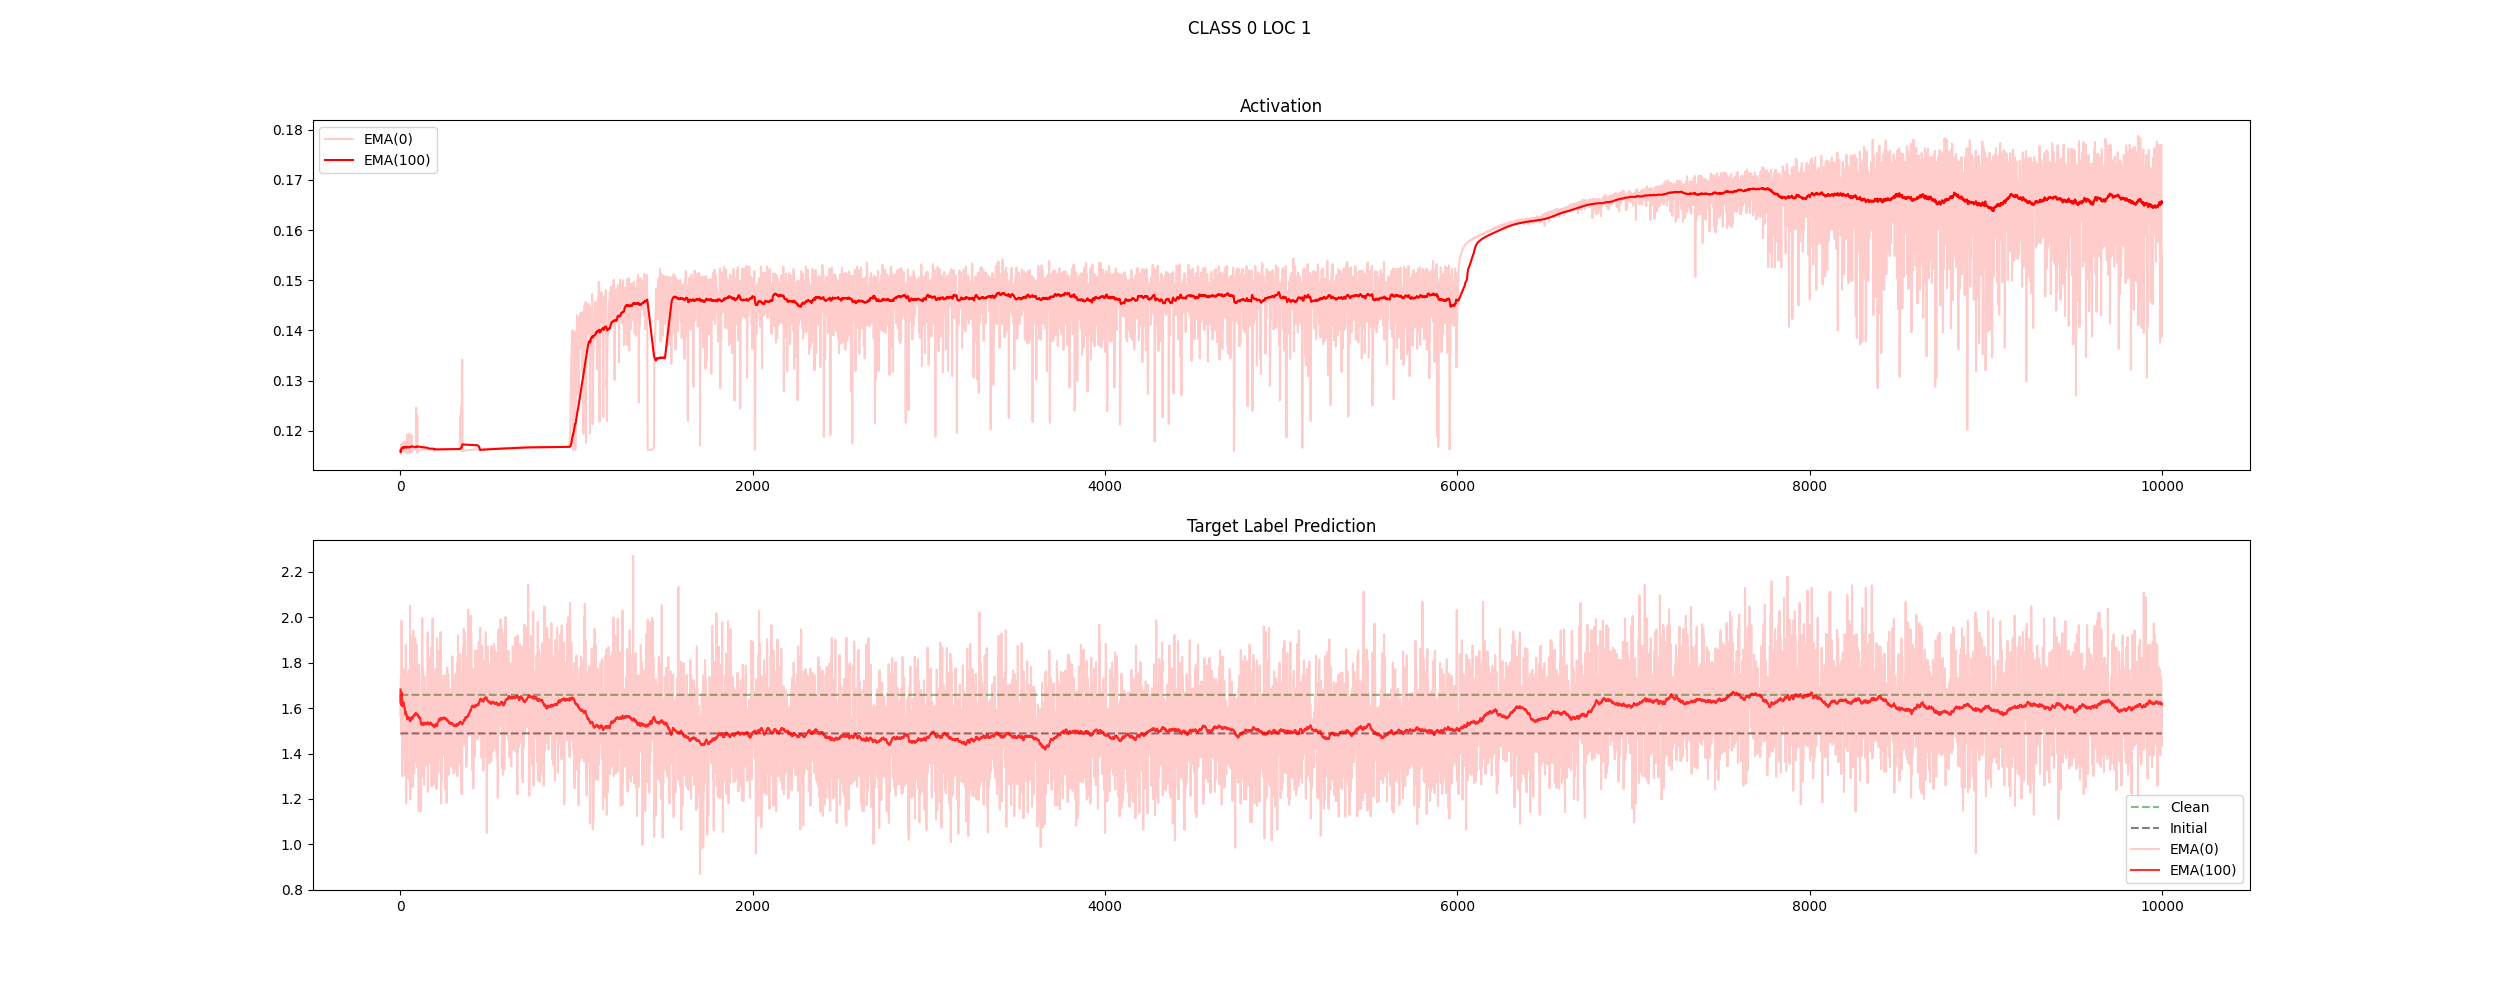 CLASS 0 LOC 1
Activation
EMA(0)
EMA(100)
0.18
0.17
0.16
0.15
0.14
0.13
0.12
0 2000 4000 6000 8000 10000
Target Label Prediction
2.2
2.0
1.8
1.6
1.4
1.2
1.0
0.8
Clean
Initial
EMA(0)
EMA(100)
0 2000 4000 6000 8000 10000